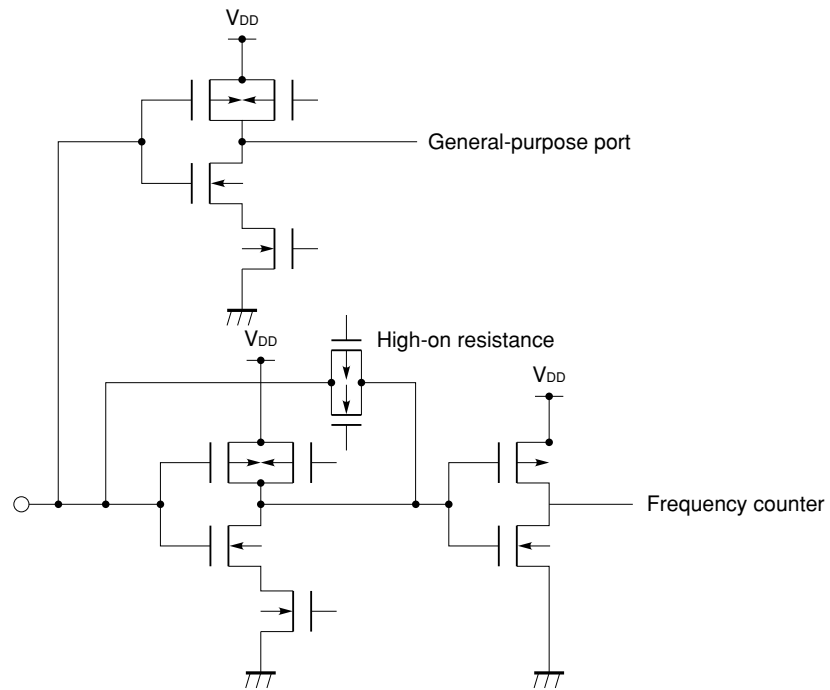 VDD
General-purpose port
High-on resistance
VDD
VDD
Frequency counter